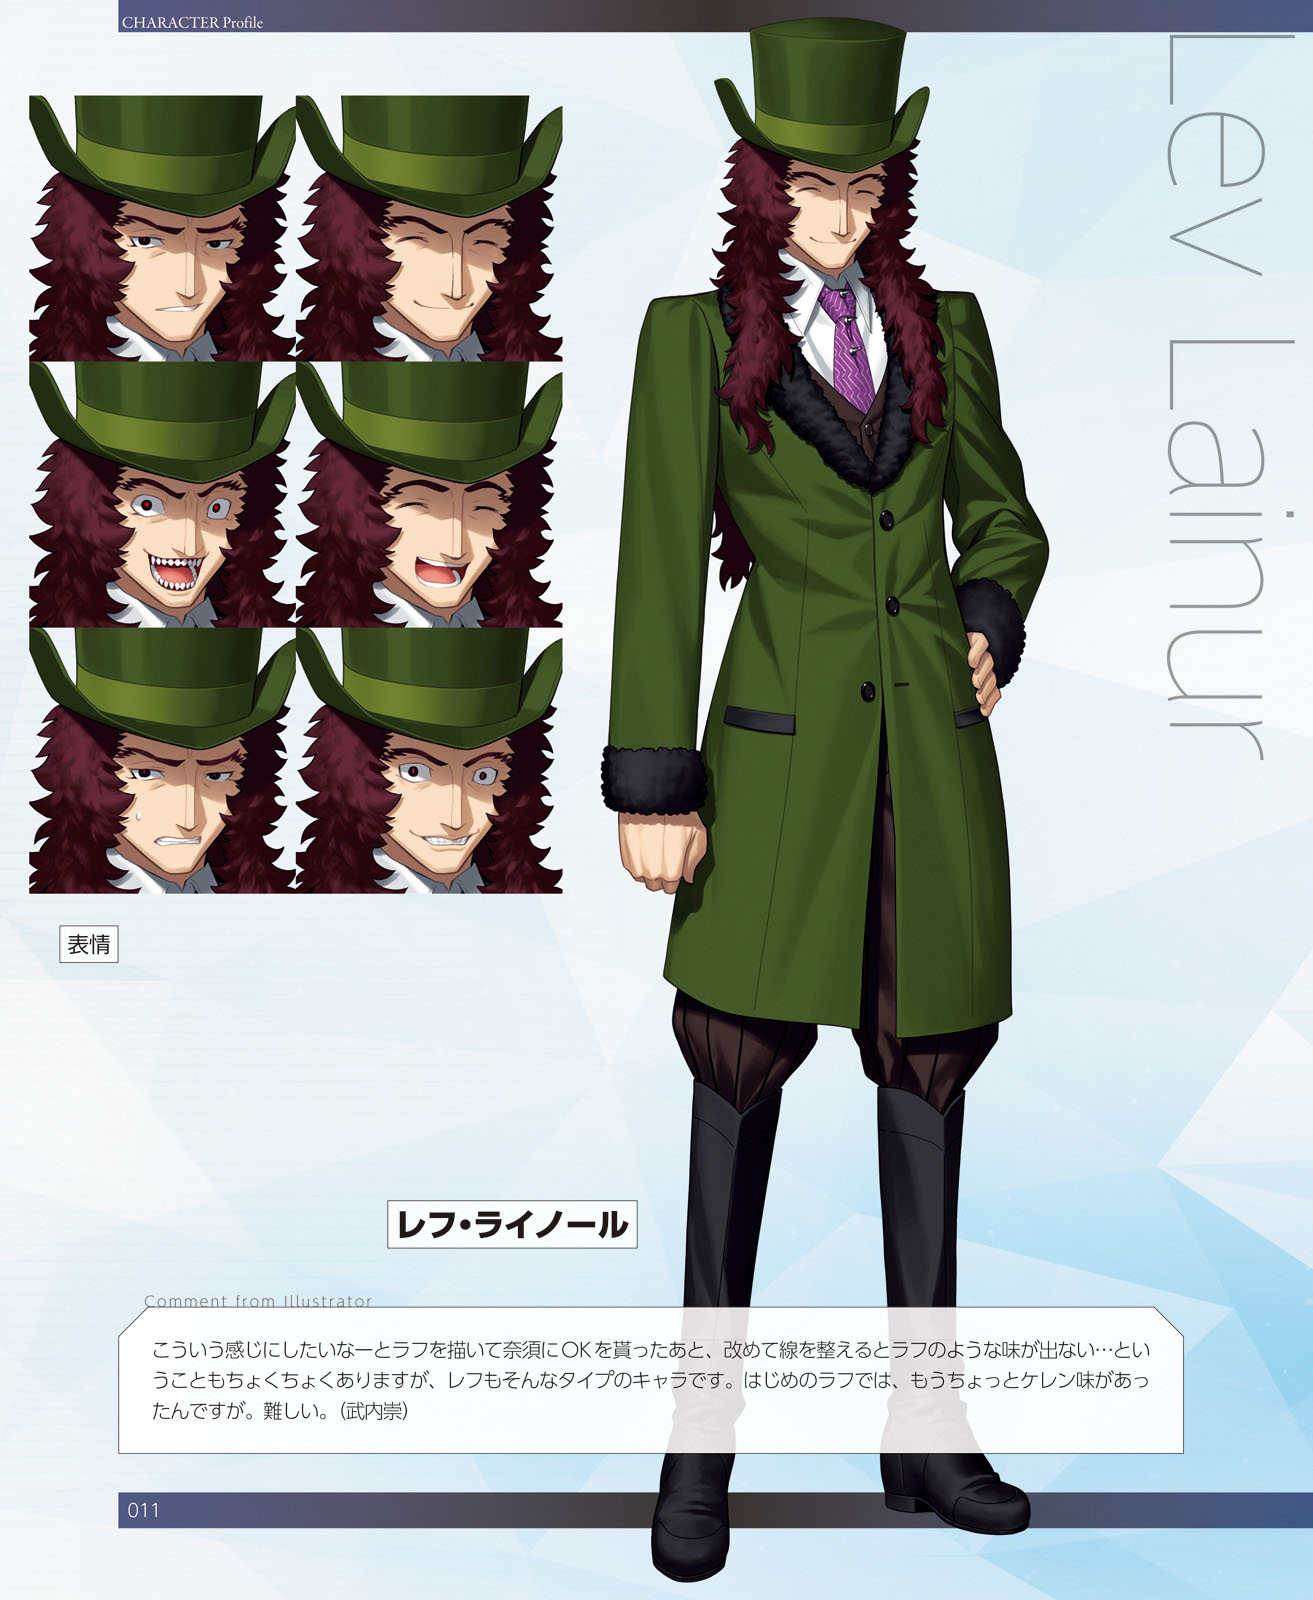 CHARACTER Profile
Lev Lainur
表情
レフ・ライノール
Comment from Illustrator
こういう感じにしたいなーとラフを描いて奈須にOKを貰ったあと、改めて線を整えるとラフのような味が出ない…とい
うこともちょくちょくありますが、レフもそんなタイプのキャラです。はじめのラフでは、もうちょっとケレン味があっ
たんですが。難しい。（武内崇）
011